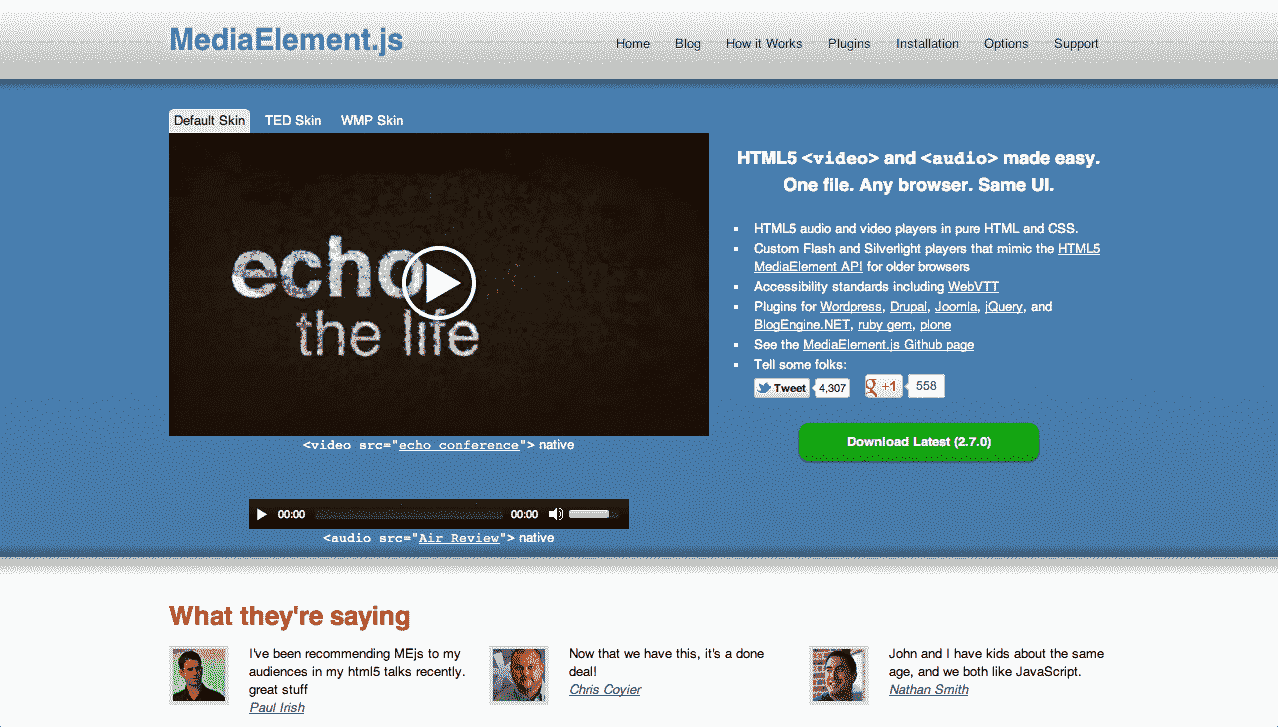 MediaElement.js
Home Blog How it Works Plugins Installation Options Support
Default Skin TED Skin WMP Skin
echo
the life
<video src="echo conference"> native
00:00 00:00
<audio src="Air Review"> native
HTML5 <video> and <audio> made easy.
One file. Any browser. Same UI.
HTML5 audio and video players in pure HTML and CSS.
Custom Flash and Silverlight players that mimic the HTML5
MediaElement API for older browsers
Accessibility standards including WebVTT
Plugins for Wordpress, Drupal, Joomla, jQuery, and
BlogEngine.NET, ruby gem, plone
See the MediaElement.js Github page
Tell some folks:
Tweet 4,307 g +1 558
Download Latest (2.7.0)
What they're saying
I've been recommending MEjs to my
audiences in my html5 talks recently.
great stuff
Paul Irish
Now that we have this, it's a done
deal!
Chris Coyier
John and I have kids about the same
age, and we both like JavaScript.
Nathan Smith